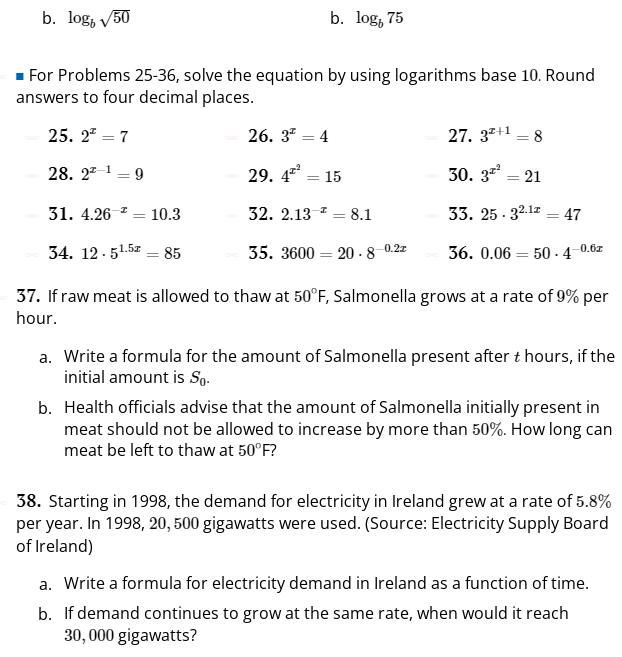 b. log_b √50 b. log_b 75
▪ For Problems 25-36, solve the equation by using logarithms base 10. Round
answers to four decimal places.
25. 2^x = 7 26. 3^x = 4 27. 3^(x+1) = 8
28. 2^(x−1) = 9 29. 4^(x^2) = 15 30. 3^(x^2) = 21
31. 4.26^(−x) = 10.3 32. 2.13^(−x) = 8.1 33. 25 · 3^(2.1x) = 47
34. 12 · 5^(1.5x) = 85 35. 3600 = 20 · 8^(−0.2x) 36. 0.06 = 50 · 4^(−0.6x)
37. If raw meat is allowed to thaw at 50°F, Salmonella grows at a rate of 9% per
hour.
a. Write a formula for the amount of Salmonella present after t hours, if the
initial amount is S_0.
b. Health officials advise that the amount of Salmonella initially present in
meat should not be allowed to increase by more than 50%. How long can
meat be left to thaw at 50°F?
38. Starting in 1998, the demand for electricity in Ireland grew at a rate of 5.8%
per year. In 1998, 20,500 gigawatts were used. (Source: Electricity Supply Board
of Ireland)
a. Write a formula for electricity demand in Ireland as a function of time.
b. If demand continues to grow at the same rate, when would it reach
30,000 gigawatts?